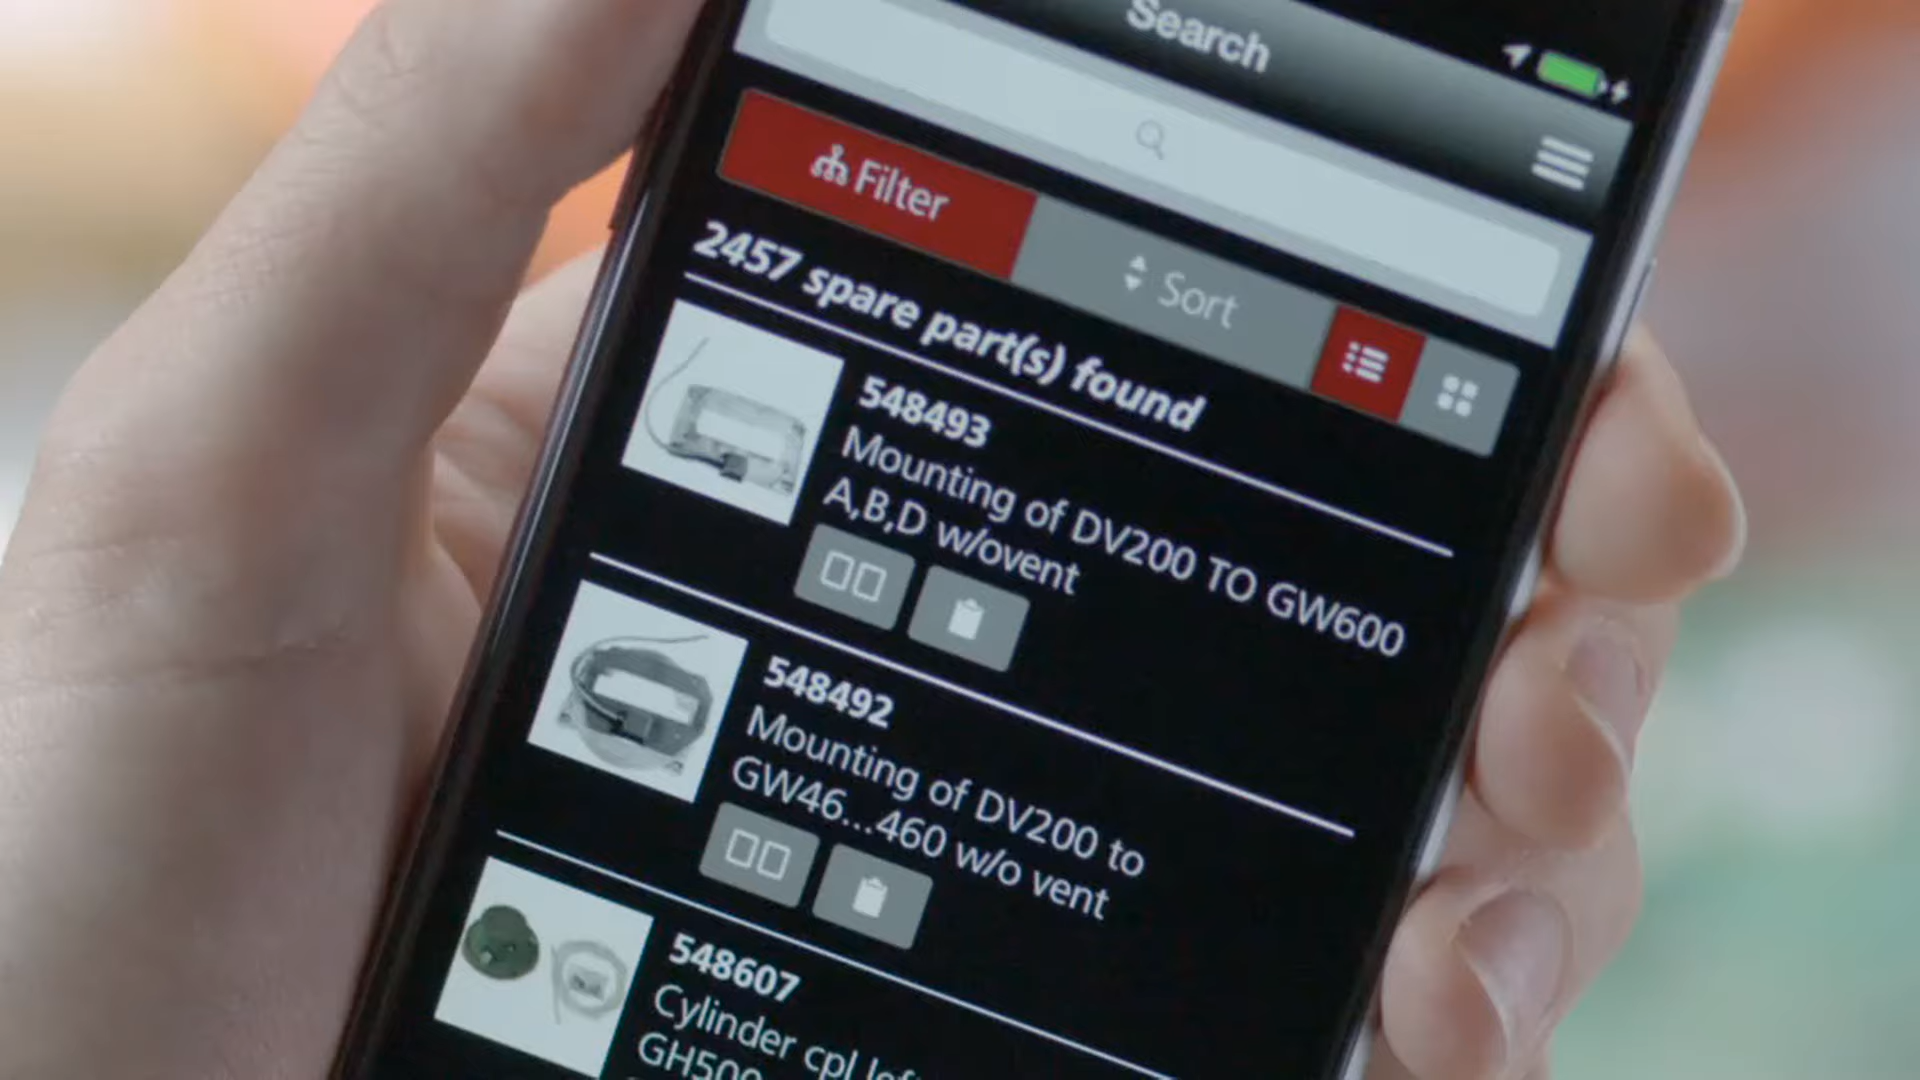 Search
Filter
Sort
2457 spare part(s) found
548493
Mounting of DV200 TO GW600
A,B,D w/ovent
548492
Mounting of DV200 to
GW46...460 w/o vent
548607
Cylinder cpl left
GH500